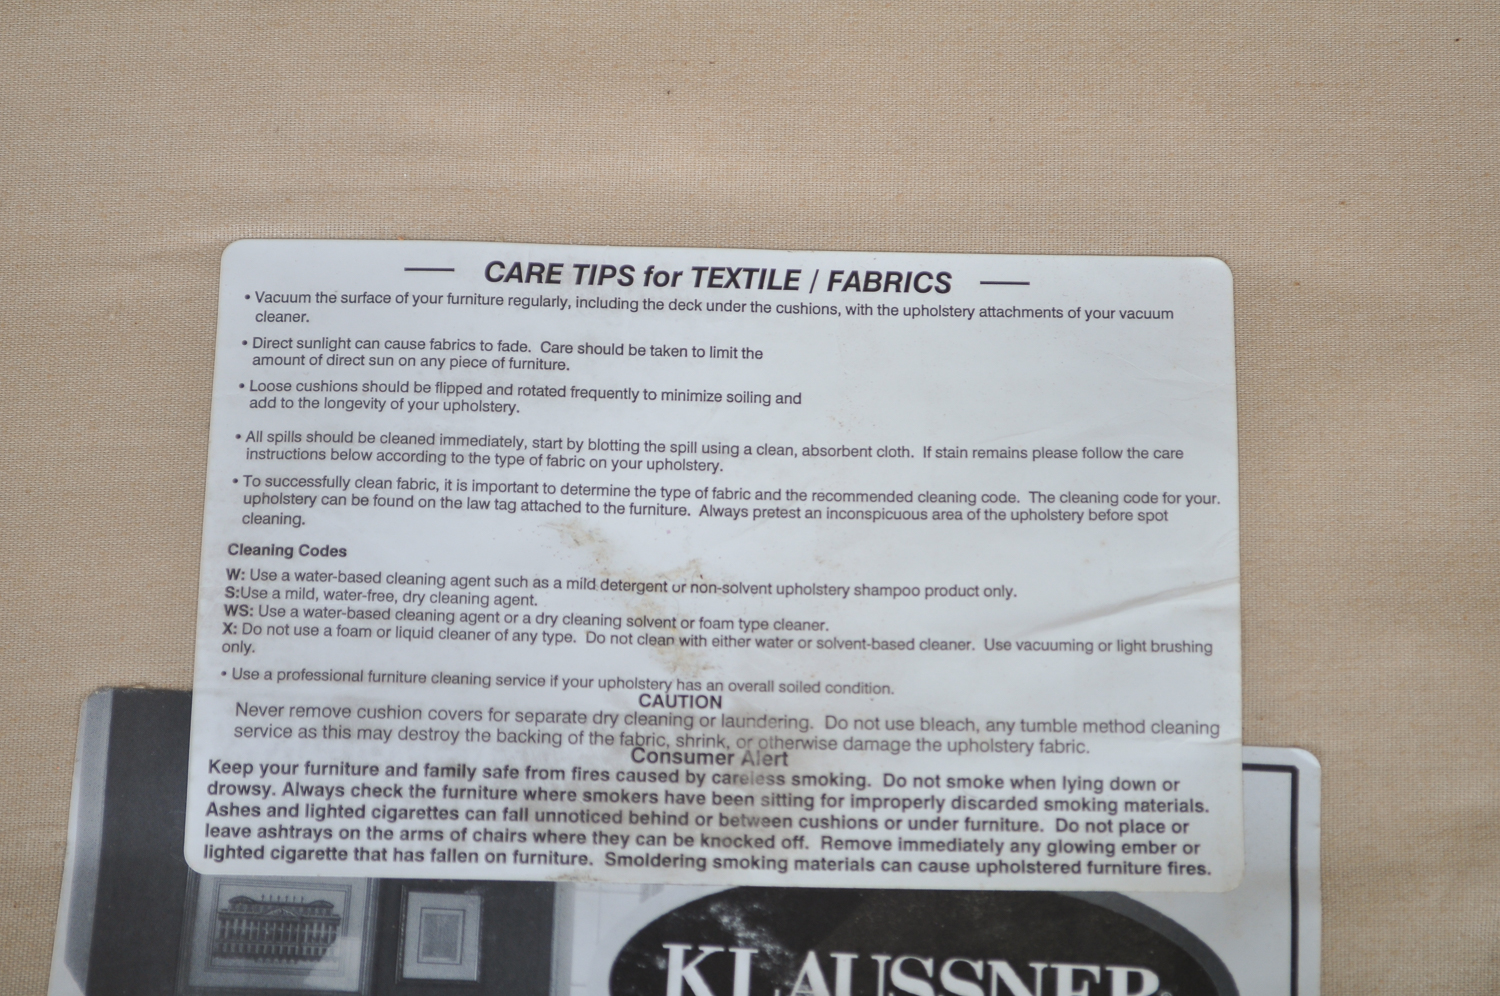 CARE TIPS for TEXTILE / FABRICS
• Vacuum the surface of your furniture regularly, including the deck under the cushions, with the upholstery attachments of your vacuum
cleaner.
• Direct sunlight can cause fabrics to fade. Care should be taken to limit the
amount of direct sun on any piece of furniture.
• Loose cushions should be flipped and rotated frequently to minimize soiling and
add to the longevity of your upholstery.
• All spills should be cleaned immediately, start by blotting the spill using a clean, absorbent cloth. If stain remains please follow the care
instructions below according to the type of fabric on your upholstery.
• To successfully clean fabric, it is important to determine the type of fabric and the recommended cleaning code. The cleaning code for your.
upholstery can be found on the law tag attached to the furniture. Always pretest an inconspicuous area of the upholstery before spot
cleaning.
Cleaning Codes
W: Use a water-based cleaning agent such as a mild detergent or non-solvent upholstery shampoo product only.
S:Use a mild, water-free, dry cleaning agent.
WS: Use a water-based cleaning agent or a dry cleaning solvent or foam type cleaner.
X: Do not use a foam or liquid cleaner of any type. Do not clean with either water or solvent-based cleaner. Use vacuuming or light brushing
only.
• Use a professional furniture cleaning service if your upholstery has an overall soiled condition.
CAUTION
Never remove cushion covers for separate dry cleaning or laundering. Do not use bleach, any tumble method cleaning
service as this may destroy the backing of the fabric, shrink, or otherwise damage the upholstery fabric.
Consumer Alert
Keep your furniture and family safe from fires caused by careless smoking. Do not smoke when lying down or
drowsy. Always check the furniture where smokers have been sitting for improperly discarded smoking materials.
Ashes and lighted cigarettes can fall unnoticed behind or between cushions or under furniture. Do not place or
leave ashtrays on the arms of chairs where they can be knocked off. Remove immediately any glowing ember or
lighted cigarette that has fallen on furniture. Smoldering smoking materials can cause upholstered furniture fires.
KLAUSSNER